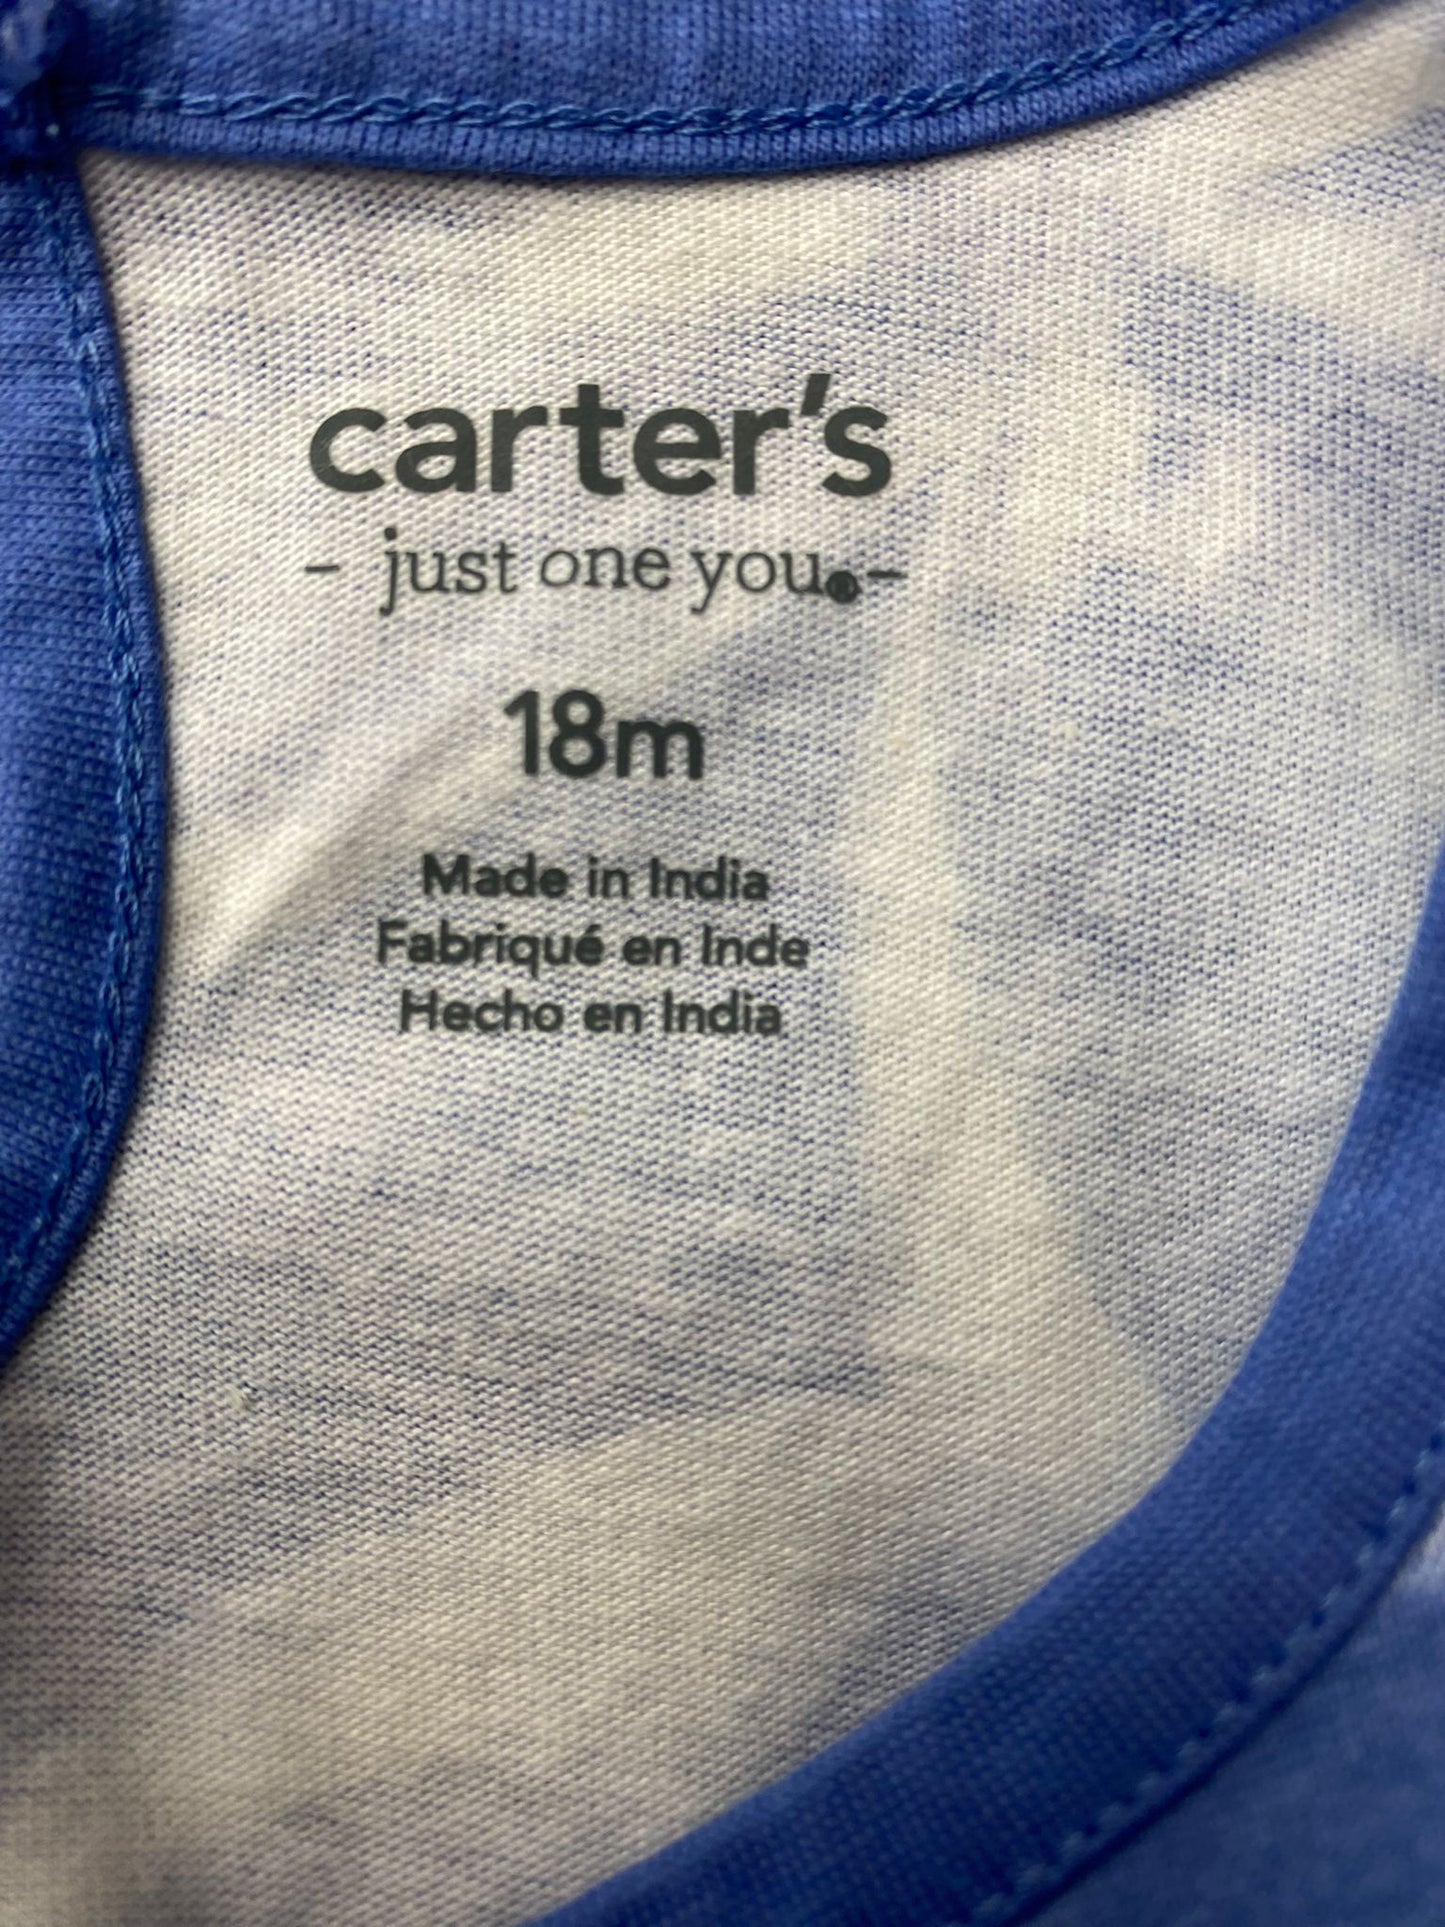 carter's
- just one you.® -
18m
Made in India
Fabriqué en Inde
Hecho en India